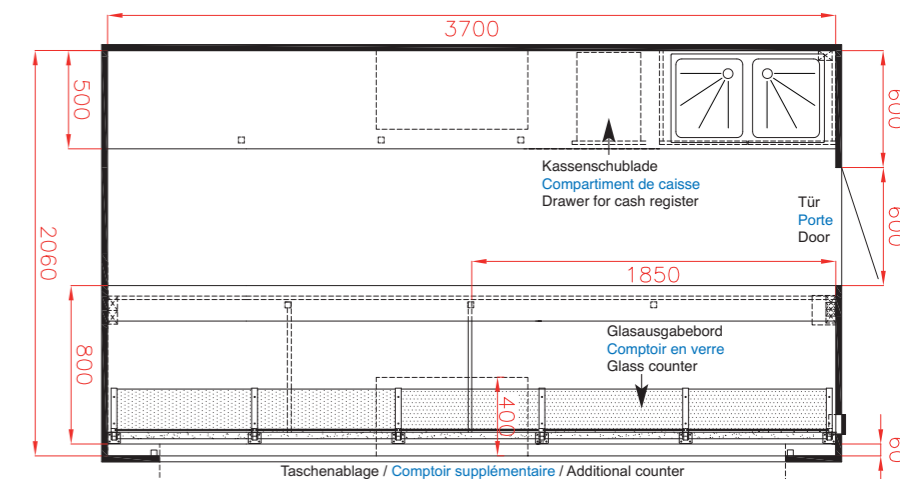 3700
500
600
Kassenschublade
Compartiment de caisse
Drawer for cash register
Tür
Porte
Door
600
2060
1850
800
Glasausgabebord
Comptoir en verre
Glass counter
400
60
Taschenablage / Comptoir supplémentaire / Additional counter